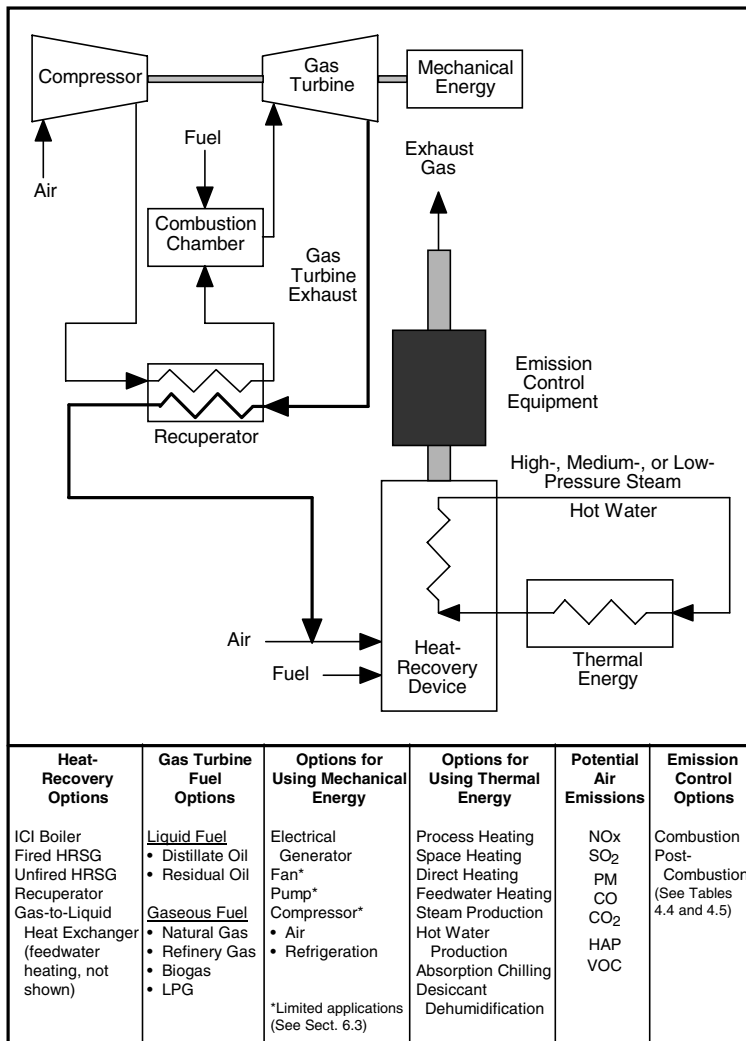 Compressor
Gas
Turbine
Mechanical
Energy
Fuel
Air
Exhaust
Gas
Combustion
Chamber
Gas
Turbine
Exhaust
Emission
Control
Equipment
Recuperator
High-, Medium-, or Low-
Pressure Steam
Hot Water
Air
Fuel
Heat-
Recovery
Device
Thermal
Energy
Heat-
Recovery
Options
ICI Boiler
Fired HRSG
Unfired HRSG
Recuperator
Gas-to-Liquid
Heat Exchanger
(feedwater
heating, not
shown)
Gas Turbine
Fuel
Options
Liquid Fuel
• Distillate Oil
• Residual Oil
Gaseous Fuel
• Natural Gas
• Refinery Gas
• Biogas
• LPG
Options for
Using Mechanical
Energy
Electrical
Generator
Fan*
Pump*
Compressor*
• Air
• Refrigeration
*Limited applications
(See Sect. 6.3)
Options for
Using Thermal
Energy
Process Heating
Space Heating
Direct Heating
Feedwater Heating
Steam Production
Hot Water
Production
Absorption Chilling
Desiccant
Dehumidification
Potential
Air
Emissions
NOx
SO₂
PM
CO
CO₂
HAP
VOC
Emission
Control
Options
Combustion
Post-
Combustion
(See Tables
4.4 and 4.5)